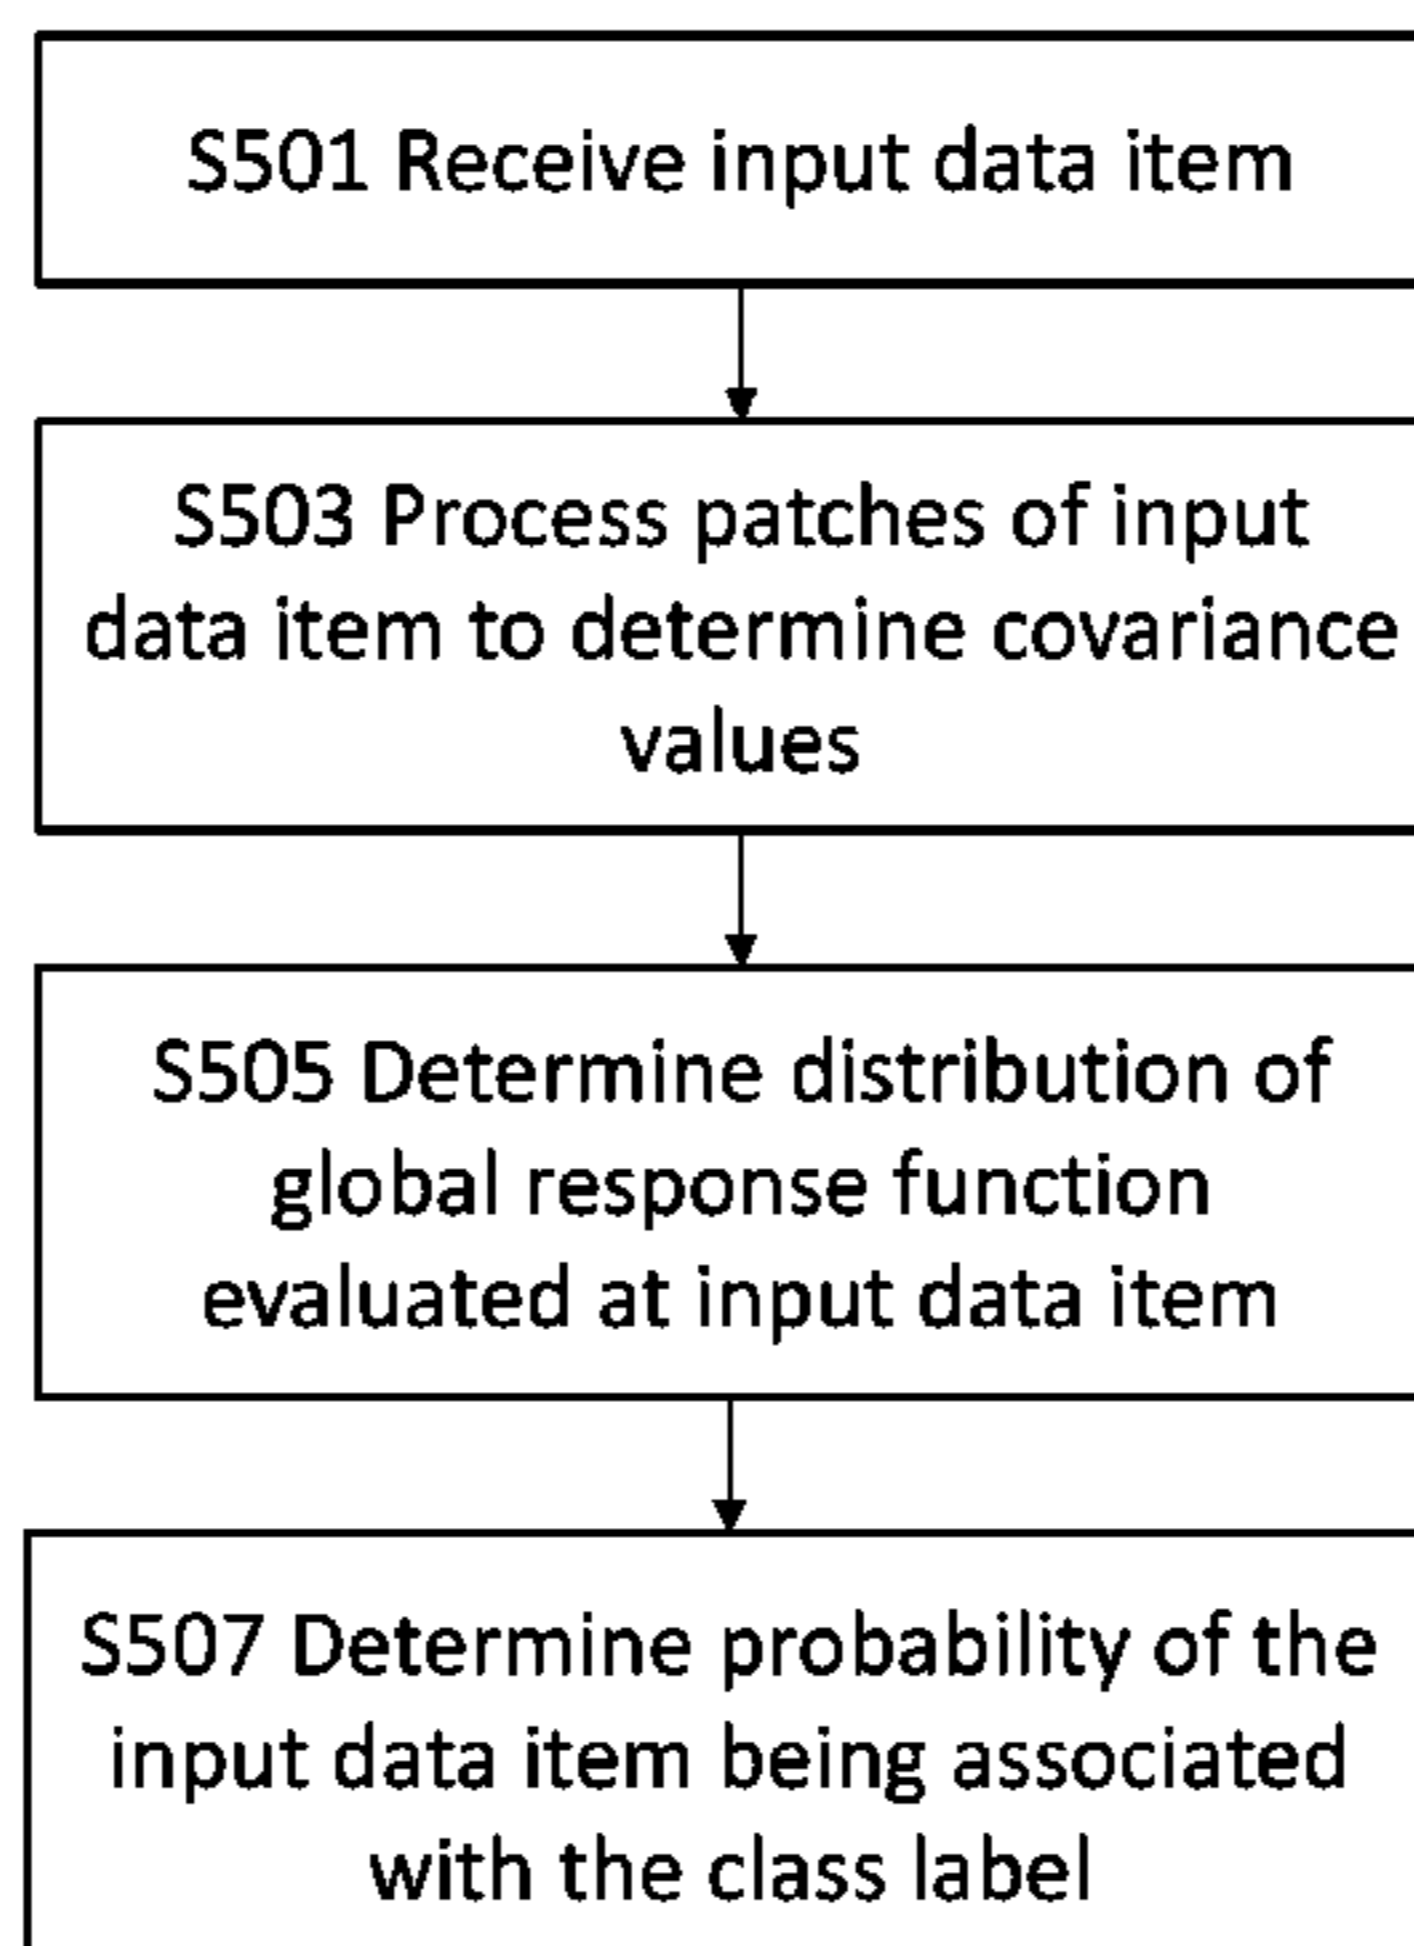 S501 Receive input data item
S503 Process patches of input
data item to determine covariance
values
S505 Determine distribution of
global response function
evaluated at input data item
S507 Determine probability of the
input data item being associated
with the class label